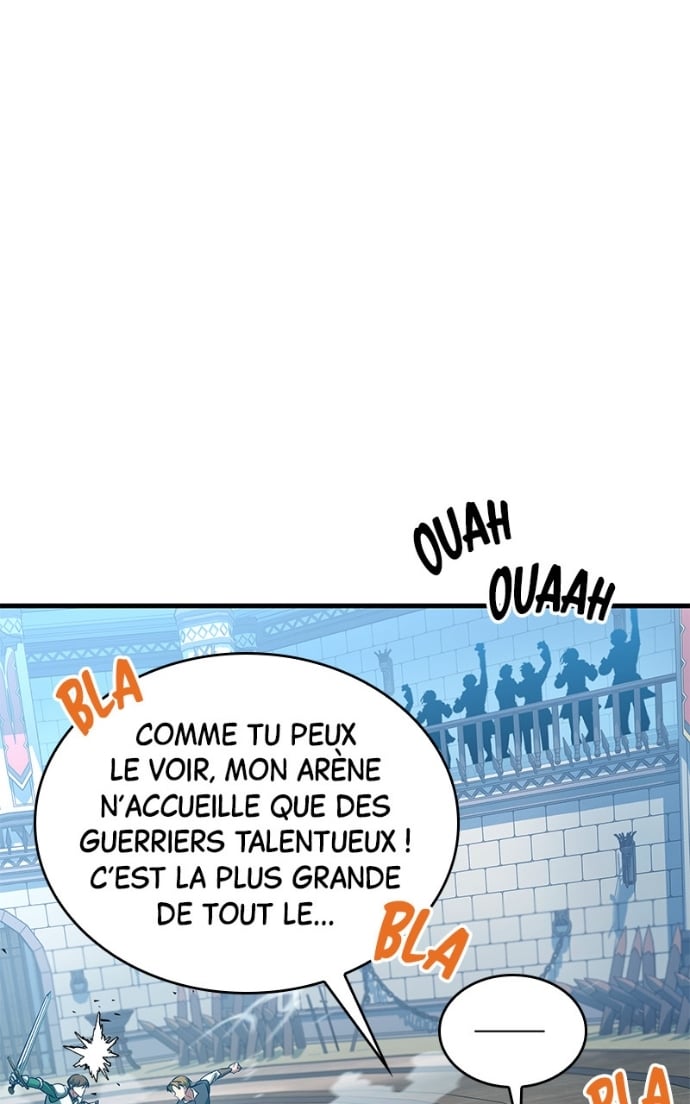 OUAH
OUAAH
BLA
COMME TU PEUX
LE VOIR, MON ARÈNE
N'ACCUEILLE QUE DES
GUERRIERS TALENTUEUX !
C'EST LA PLUS GRANDE
DE TOUT LE...
BLA
BLA